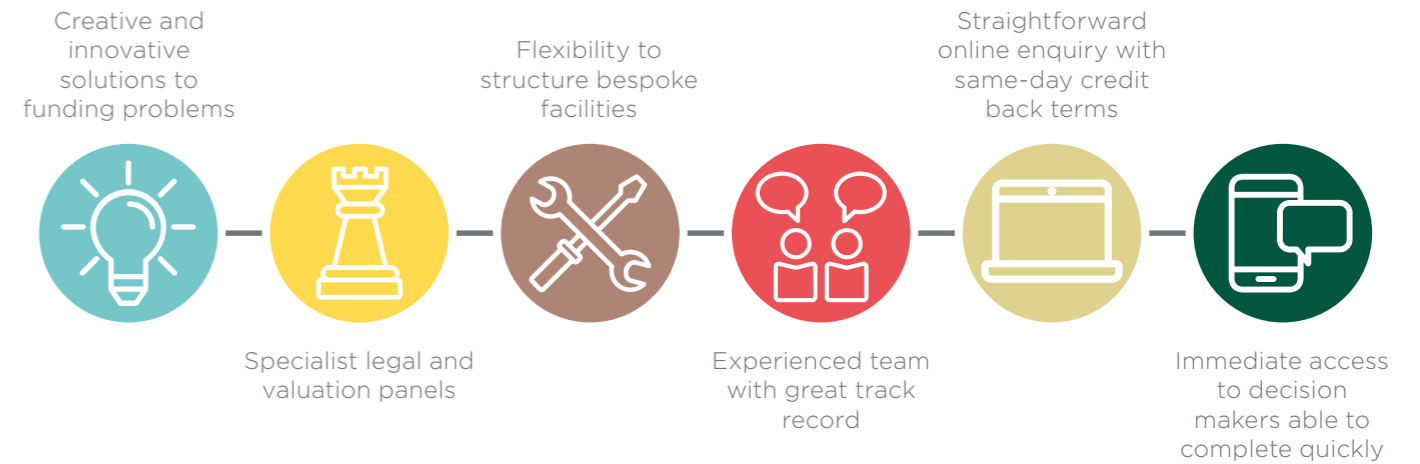 Creative and
innovative
solutions to
funding problems
Specialist legal and
valuation panels
Flexibility to
structure bespoke
facilities
Experienced team
with great track
record
Straightforward
online enquiry with
same-day credit
back terms
Immediate access
to decision
makers able to
complete quickly